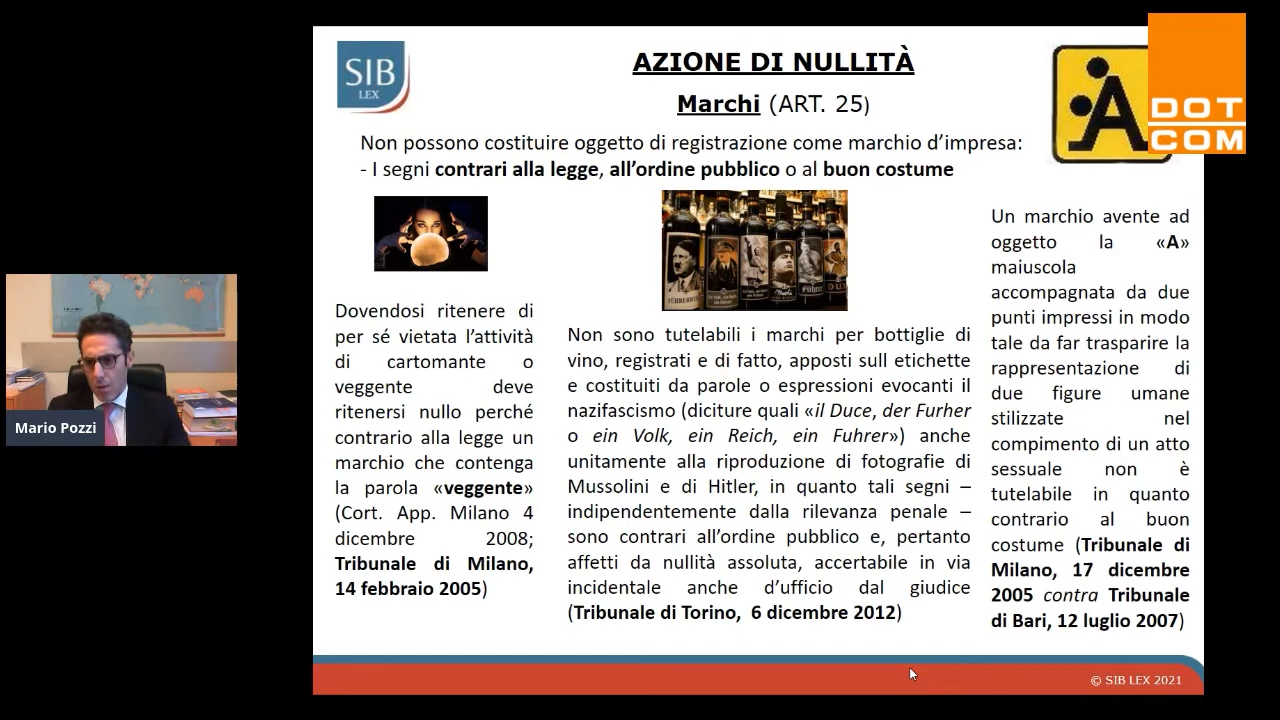 SIB
LEX
AZIONE DI NULLITÀ
Marchi (ART. 25)
A
DOT
COM
Non possono costituire oggetto di registrazione come marchio d’impresa:
- I segni contrari alla legge, all’ordine pubblico o al buon costume
Dovendosi ritenere di
per sé vietata l’attività
di cartomante o
veggente deve
ritenersi nullo perché
contrario alla legge un
marchio che contenga
la parola «veggente»
(Cort. App. Milano 4
dicembre 2008;
Tribunale di Milano,
14 febbraio 2005)
Non sono tutelabili i marchi per bottiglie di
vino, registrati e di fatto, apposti sull etichette
e costituiti da parole o espressioni evocanti il
nazifascismo (diciture quali «il Duce, der Furher
o ein Volk, ein Reich, ein Fuhrer») anche
unitamente alla riproduzione di fotografie di
Mussolini e di Hitler, in quanto tali segni –
indipendentemente dalla rilevanza penale –
sono contrari all’ordine pubblico e, pertanto
affetti da nullità assoluta, accertabile in via
incidentale anche d’ufficio dal giudice
(Tribunale di Torino, 6 dicembre 2012)
Un marchio avente ad
oggetto la «A»
maiuscola
accompagnata da due
punti impressi in modo
tale da far trasparire la
rappresentazione di
due figure umane
stilizzate nel
compimento di un atto
sessuale non è
tutelabile in quanto
contrario al buon
costume (Tribunale di
Milano, 17 dicembre
2005 contra Tribunale
di Bari, 12 luglio 2007)
Mario Pozzi
© SIB LEX 2021